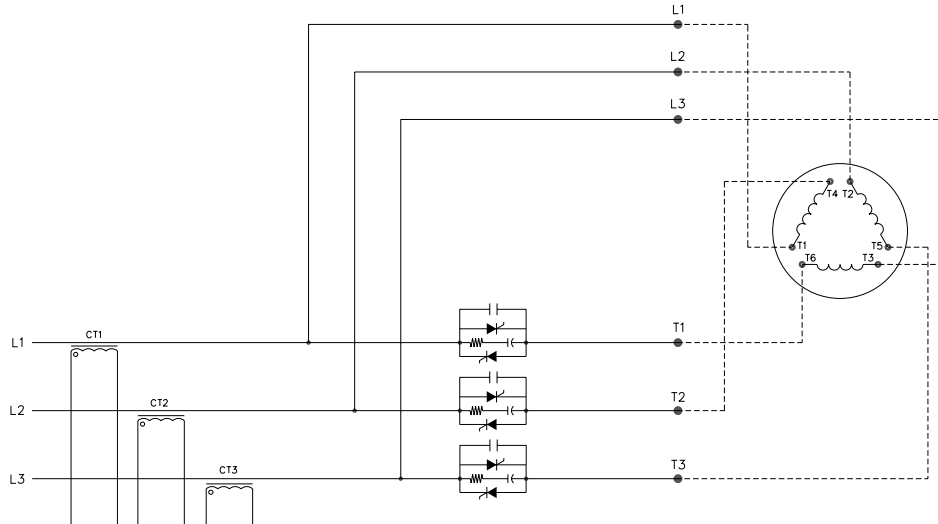 L1
L2
L3
T4 T2
T1 T5
T6 T3
L1 CT1 T1
L2 CT2 T2
L3 CT3 T3